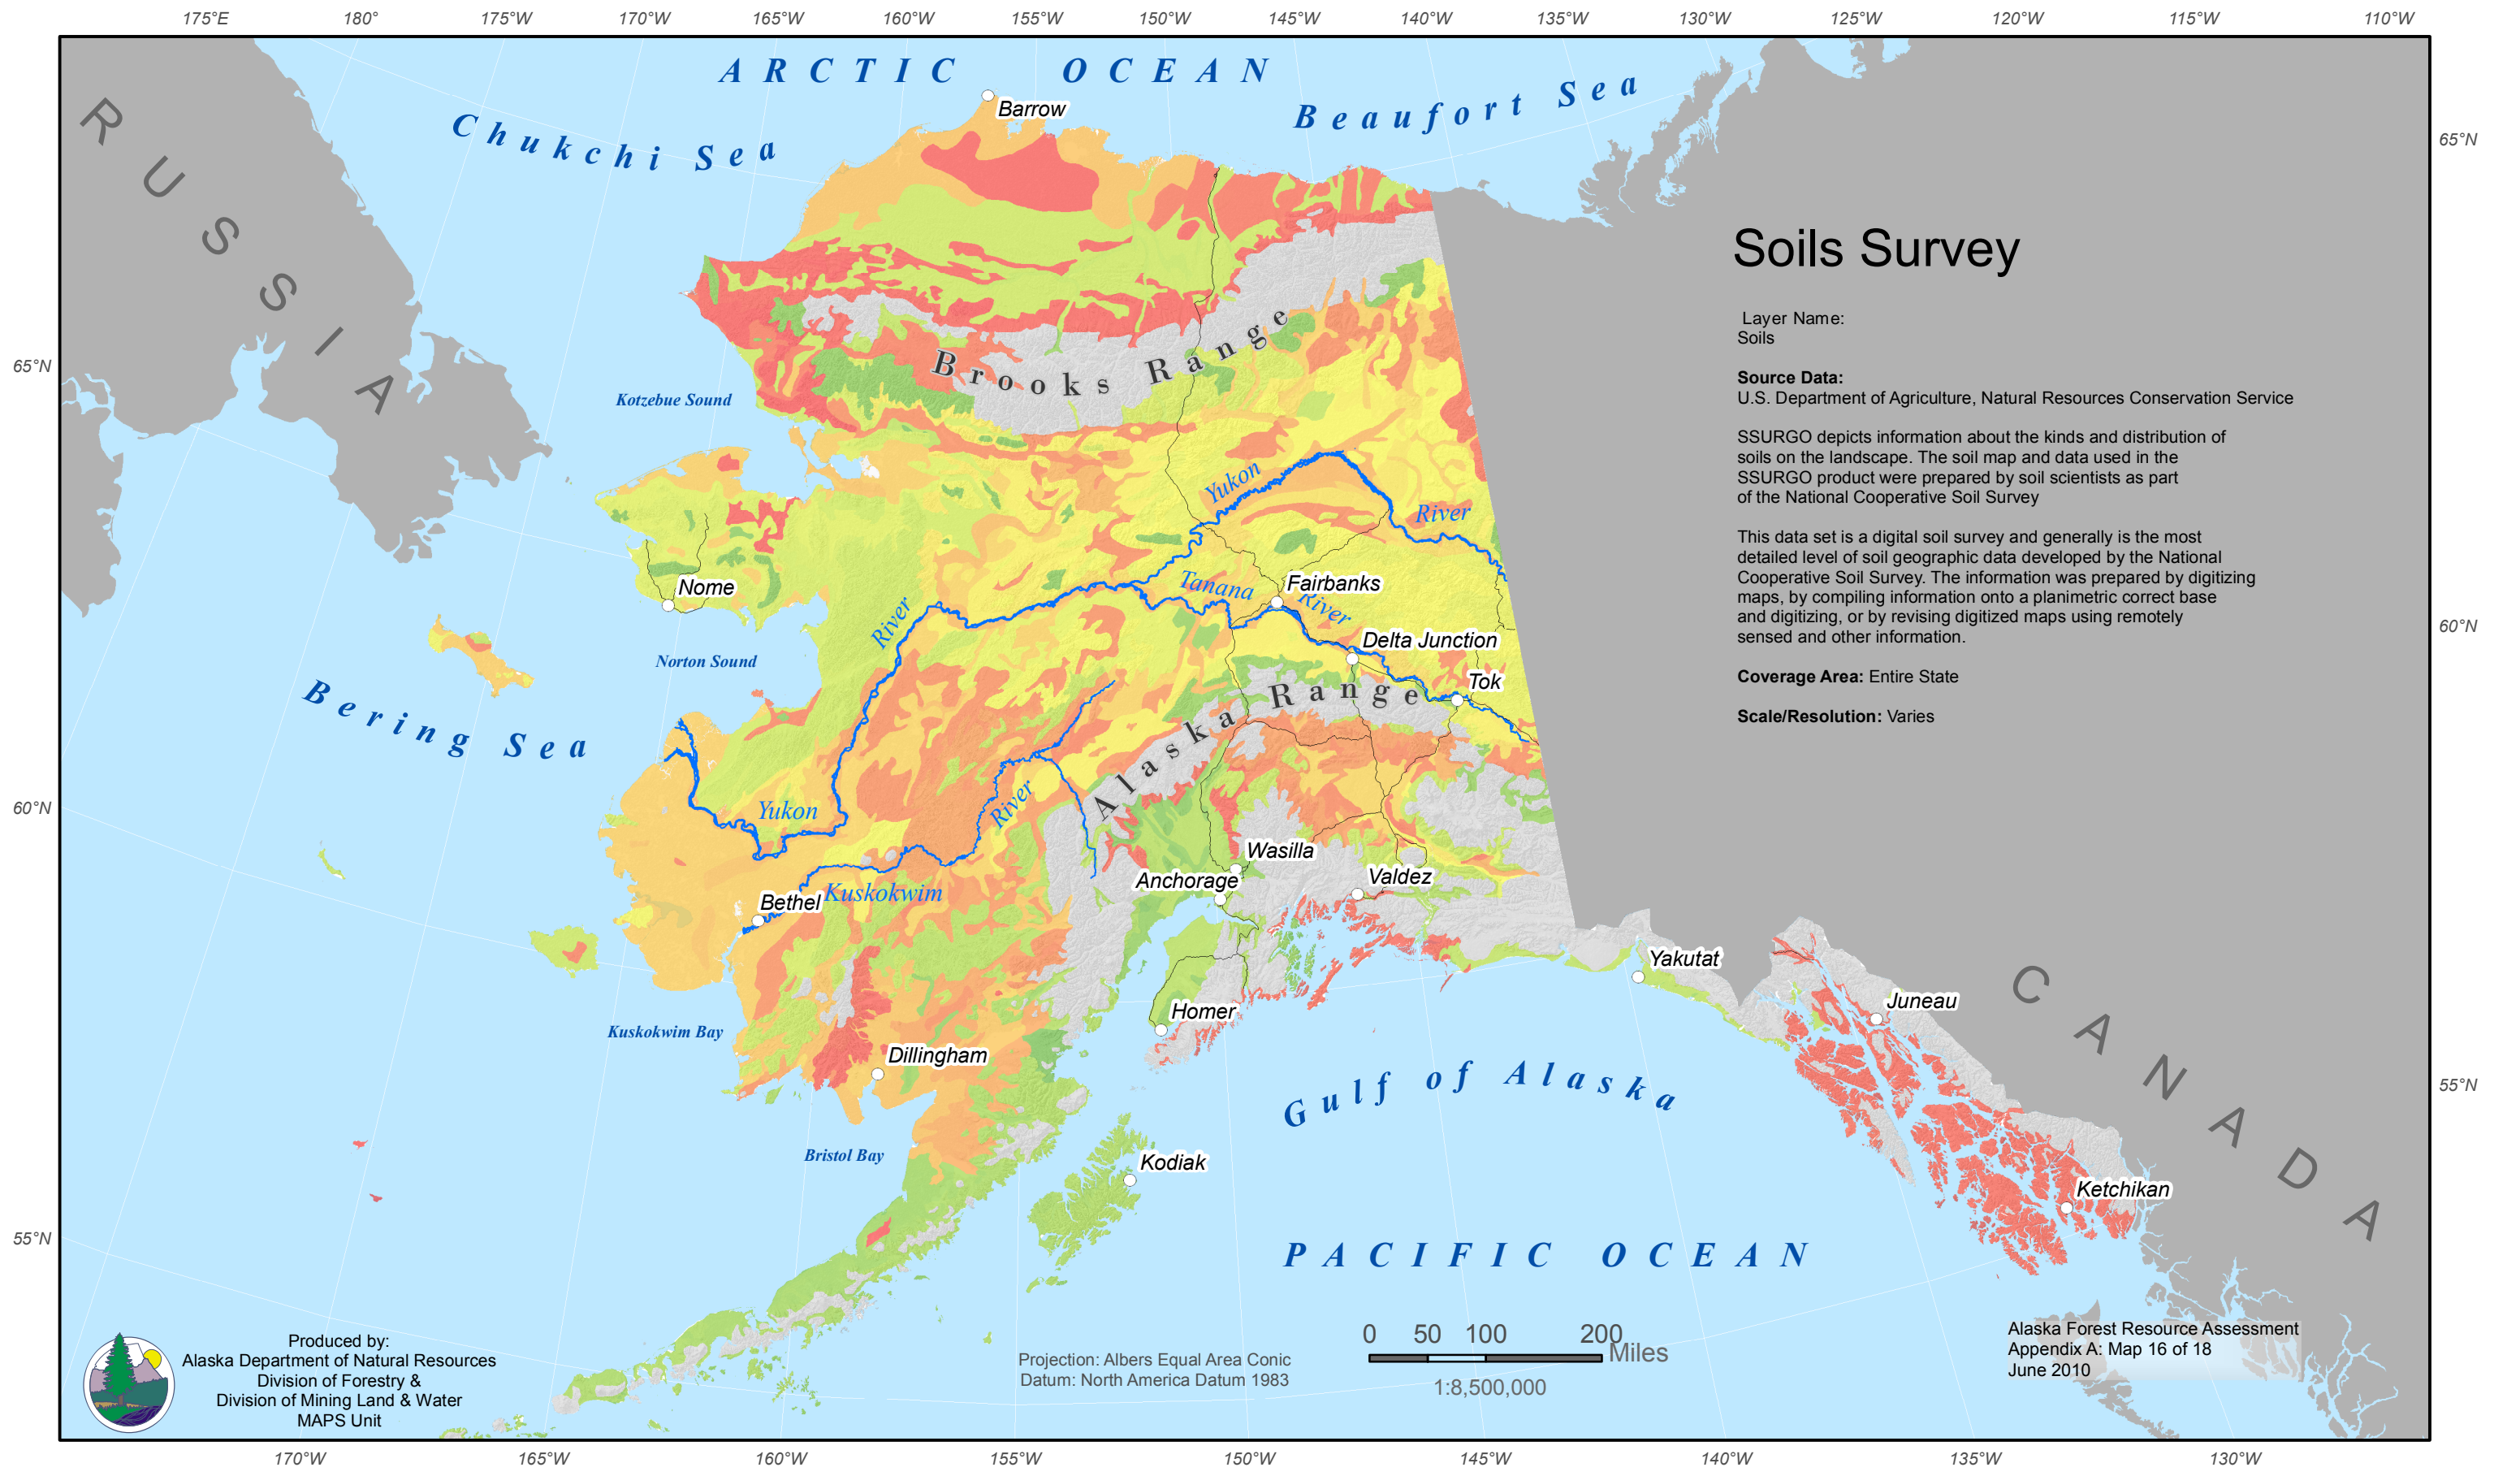 175°E 180° 175°W 170°W 165°W 160°W 155°W 150°W 145°W 140°W 135°W 130°W 125°W 120°W 115°W 110°W
ARCTIC OCEAN
Beaufort Sea
Chukchi Sea
Barrow
RUSSIA
65°N
65°N
Soils Survey
Layer Name:
Soils
Source Data:
U.S. Department of Agriculture, Natural Resources Conservation Service
SSURGO depicts information about the kinds and distribution of
soils on the landscape. The soil map and data used in the
SSURGO product were prepared by soil scientists as part
of the National Cooperative Soil Survey
This data set is a digital soil survey and generally is the most
detailed level of soil geographic data developed by the National
Cooperative Soil Survey. The information was prepared by digitizing
maps, by compiling information onto a planimetric correct base
and digitizing, or by revising digitized maps using remotely
sensed and other information.
Coverage Area: Entire State
Scale/Resolution: Varies
Brooks Range
Kotzebue Sound
Yukon
River
Tanana
River
Fairbanks
Nome
River
Delta Junction
60°N
Norton Sound
Tok
Alaska Range
Bering Sea
60°N
Yukon
River
Wasilla
Anchorage
Valdez
Kuskokwim
Bethel
Yakutat
CANADA
Juneau
Homer
Kuskokwim Bay
Dillingham
Gulf of Alaska
55°N
Bristol Bay
Kodiak
Ketchikan
55°N
PACIFIC OCEAN
0 50 100 200
Miles
1:8,500,000
Projection: Albers Equal Area Conic
Datum: North America Datum 1983
Alaska Forest Resource Assessment
Appendix A: Map 16 of 18
June 2010
Produced by:
Alaska Department of Natural Resources
Division of Forestry &
Division of Mining Land & Water
MAPS Unit
170°W 165°W 160°W 155°W 150°W 145°W 140°W 135°W 130°W